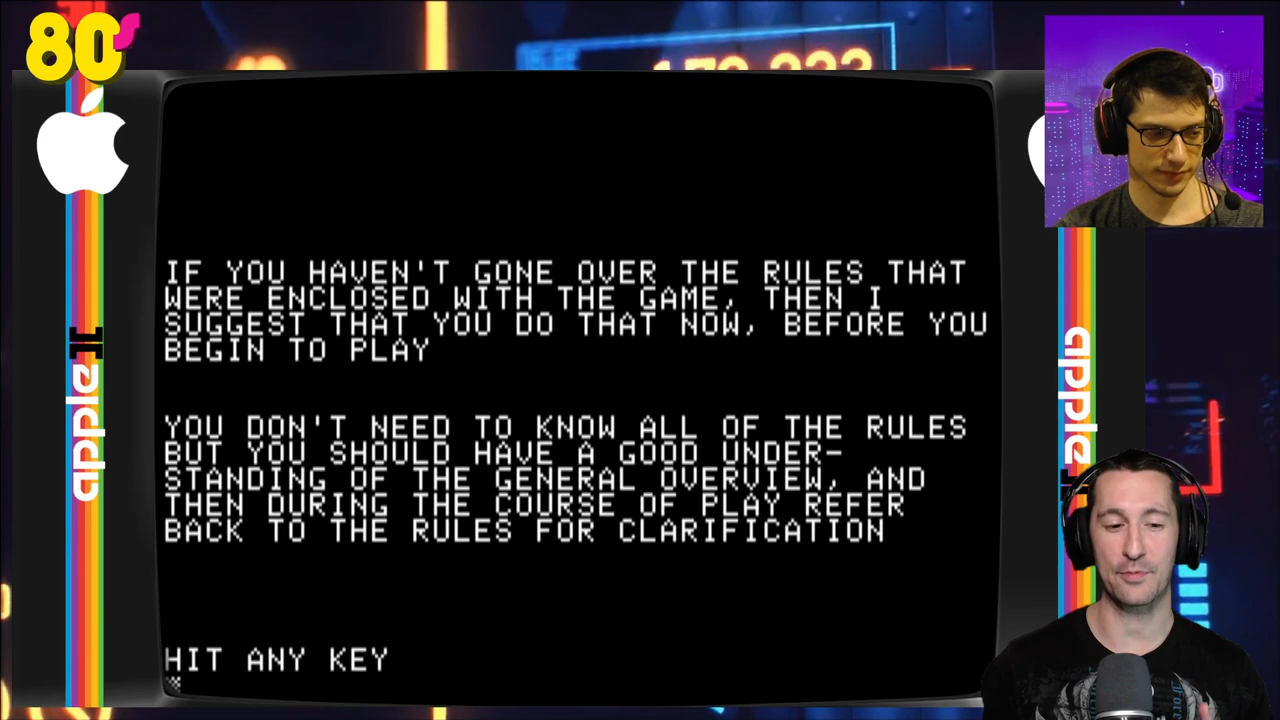 80s
IF YOU HAVEN'T GONE OVER THE RULES THAT
WERE ENCLOSED WITH THE GAME, THEN I
SUGGEST THAT YOU DO THAT NOW, BEFORE YOU
BEGIN TO PLAY
YOU DON'T NEED TO KNOW ALL OF THE RULES
BUT YOU SHOULD HAVE A GOOD UNDER-
STANDING OF THE GENERAL OVERVIEW, AND
THEN DURING THE COURSE OF PLAY REFER
BACK TO THE RULES FOR CLARIFICATION
HIT ANY KEY
apple ][
apple